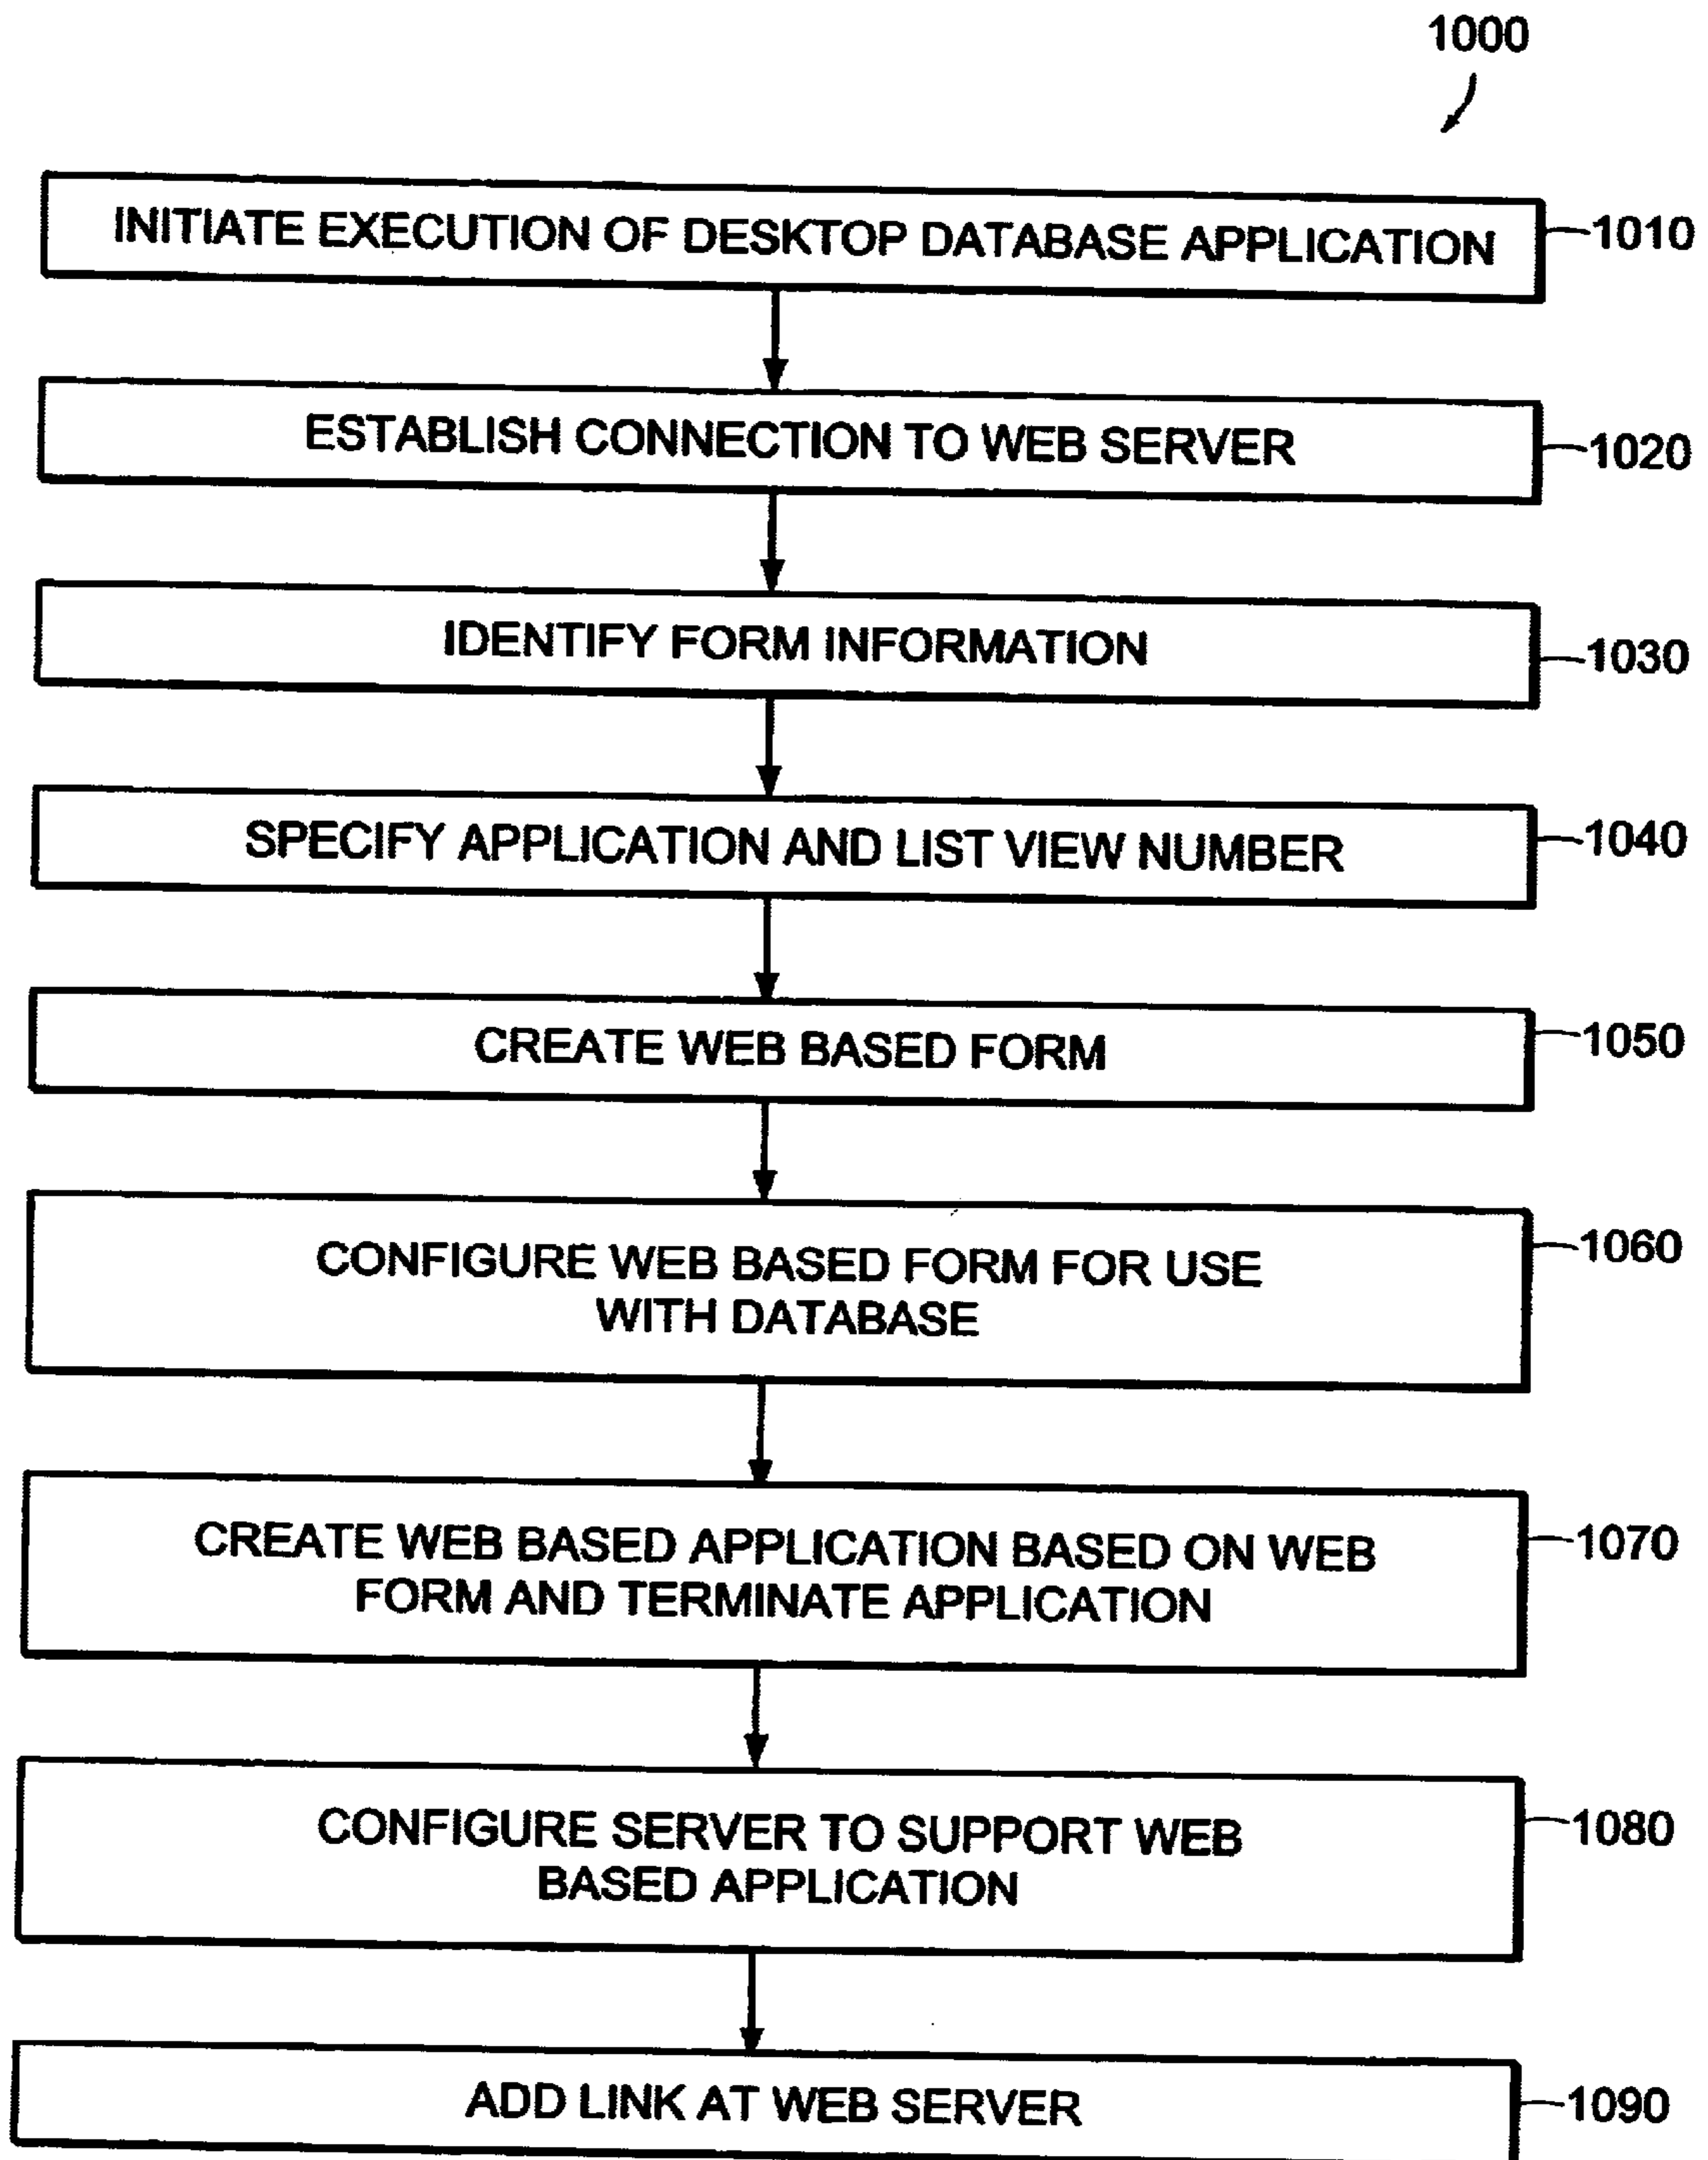 1000
INITIATE EXECUTION OF DESKTOP DATABASE APPLICATION
1010
ESTABLISH CONNECTION TO WEB SERVER
1020
IDENTIFY FORM INFORMATION
1030
SPECIFY APPLICATION AND LIST VIEW NUMBER
1040
CREATE WEB BASED FORM
1050
CONFIGURE WEB BASED FORM FOR USE
WITH DATABASE
1060
CREATE WEB BASED APPLICATION BASED ON WEB
FORM AND TERMINATE APPLICATION
1070
CONFIGURE SERVER TO SUPPORT WEB
BASED APPLICATION
1080
ADD LINK AT WEB SERVER
1090